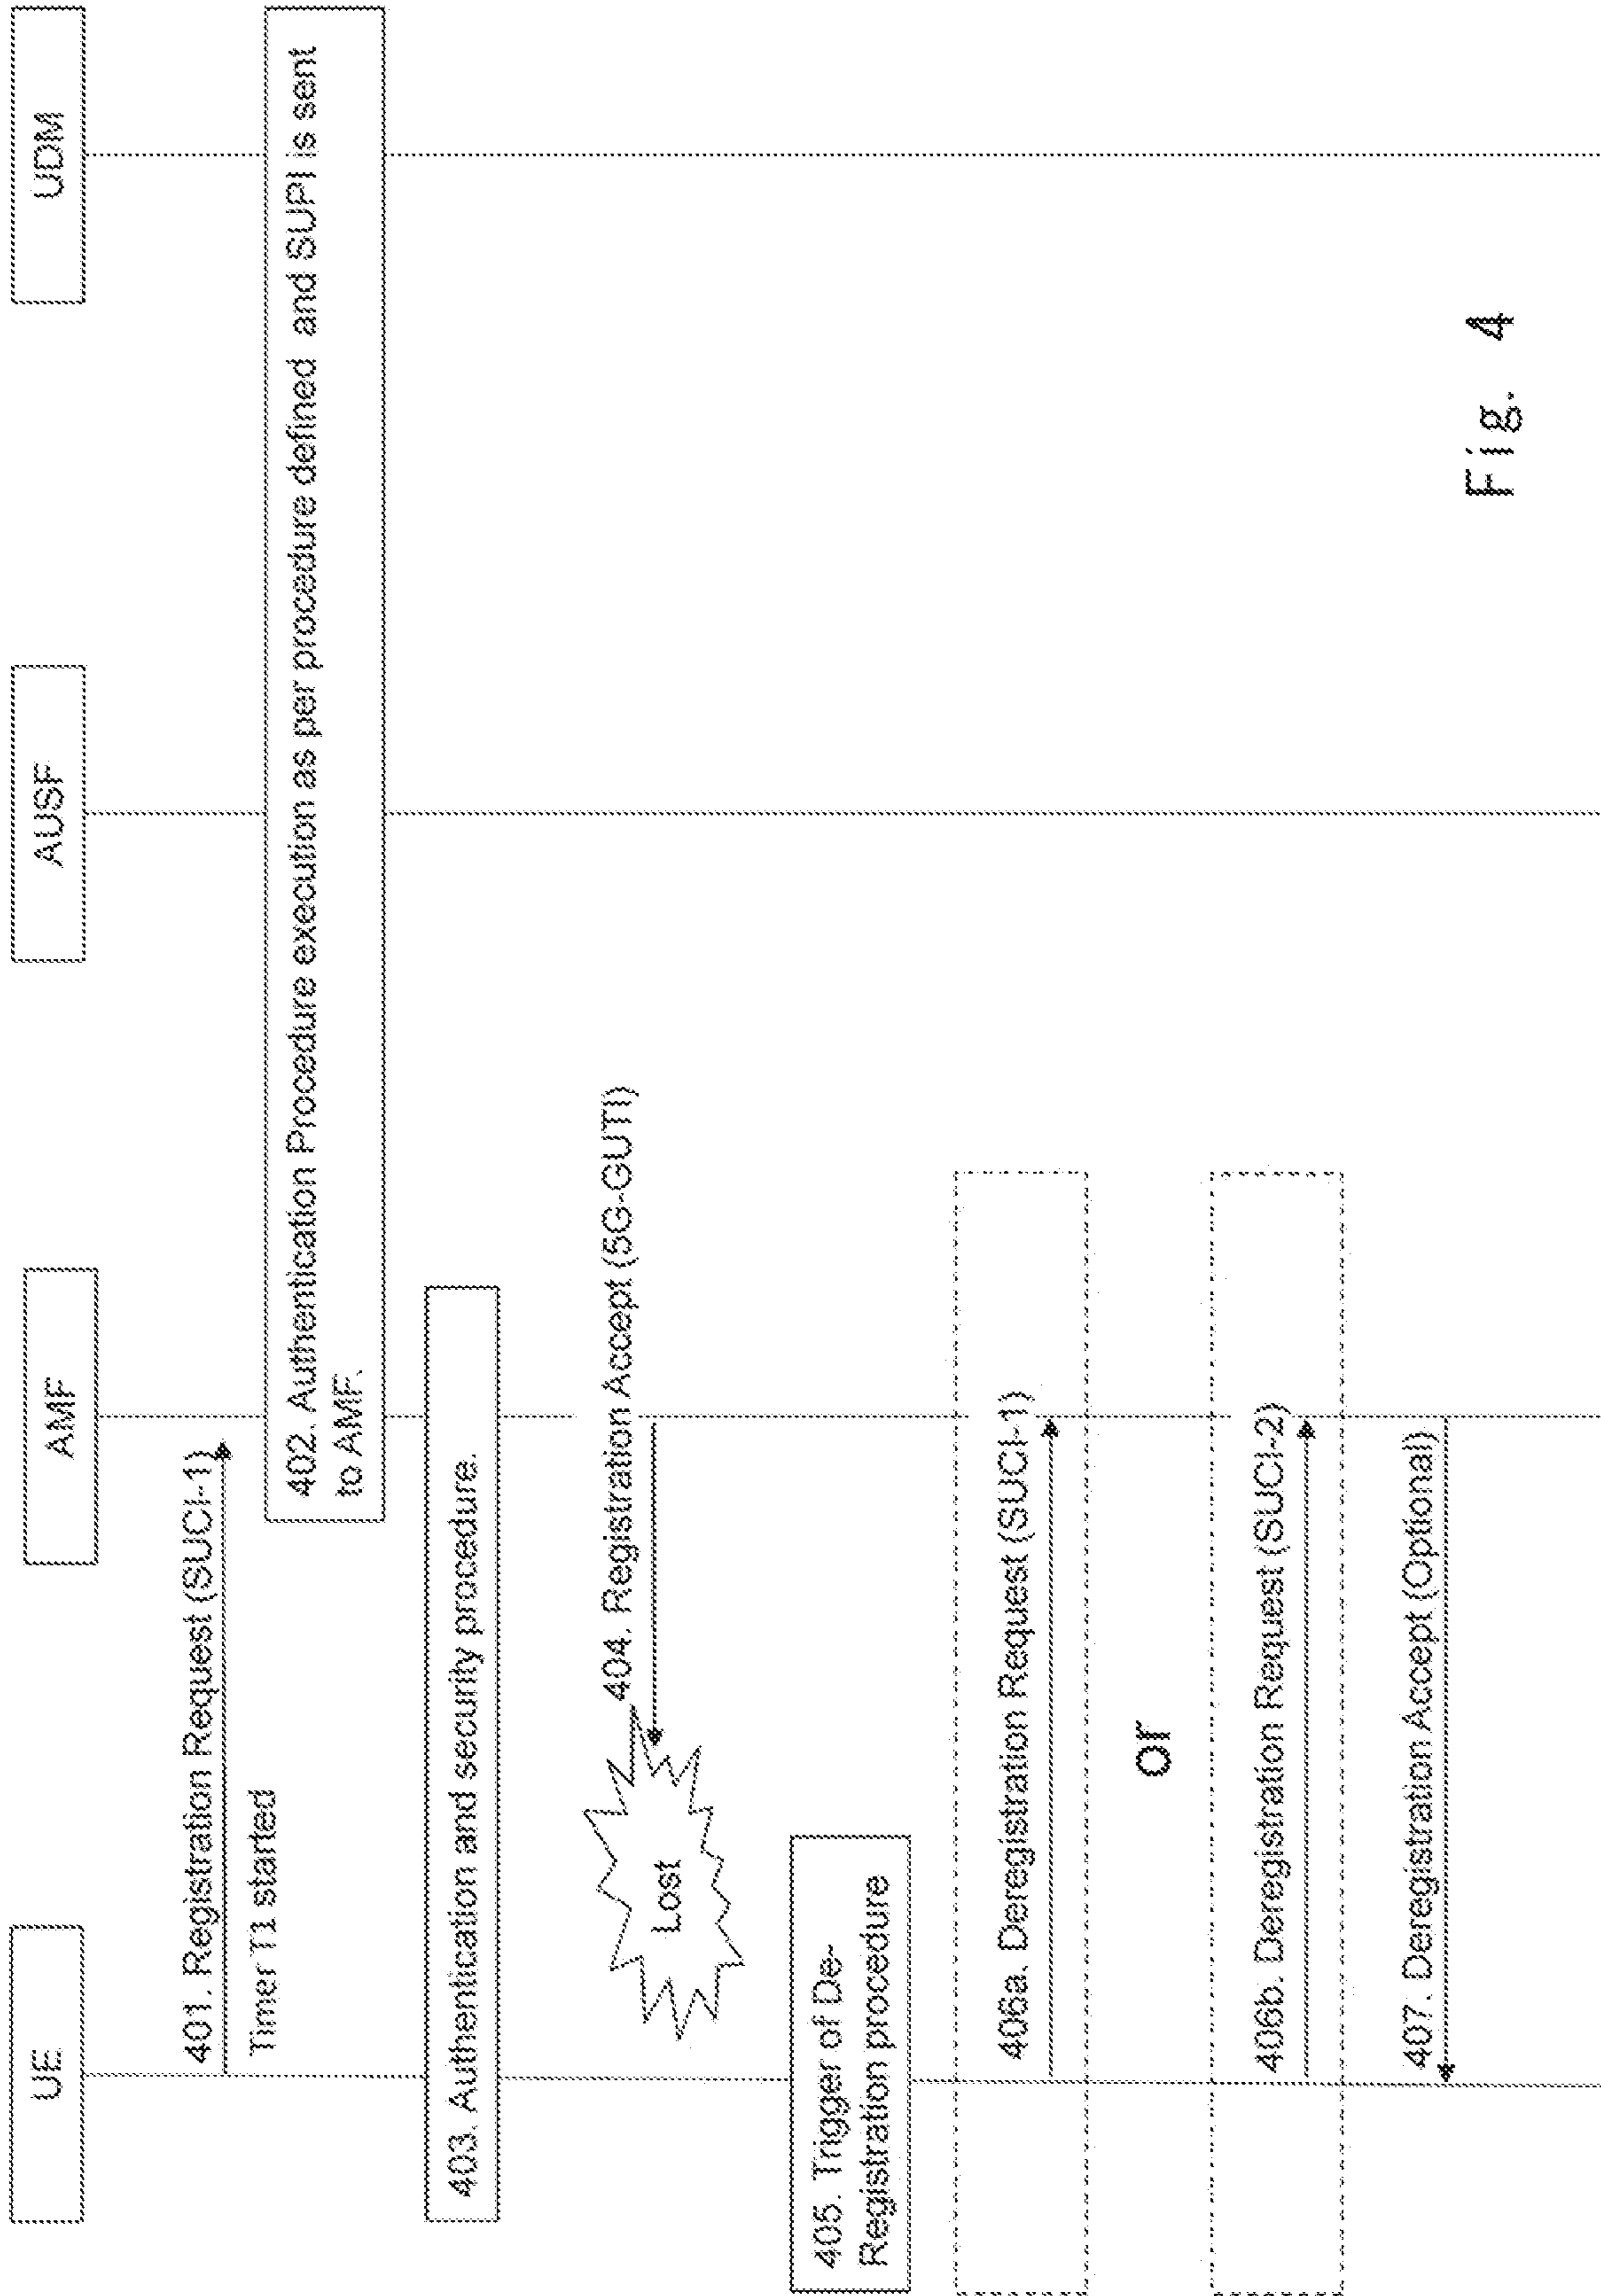 UE
AMF
AUSF
UDM
401. Registration Request (SUCI-1)
Timer T1 started
402. Authentication Procedure execution as per procedure defined and SUPI is sent
to AMF.
403. Authentication and security procedure.
404. Registration Accept (5G-GUTI)
Lost
405. Trigger of De-
Registration procedure
406a. Deregistration Request (SUCI-1)
or
406b. Deregistration Request (SUCI-2)
407. Deregistration Accept (Optional)
Fig. 4